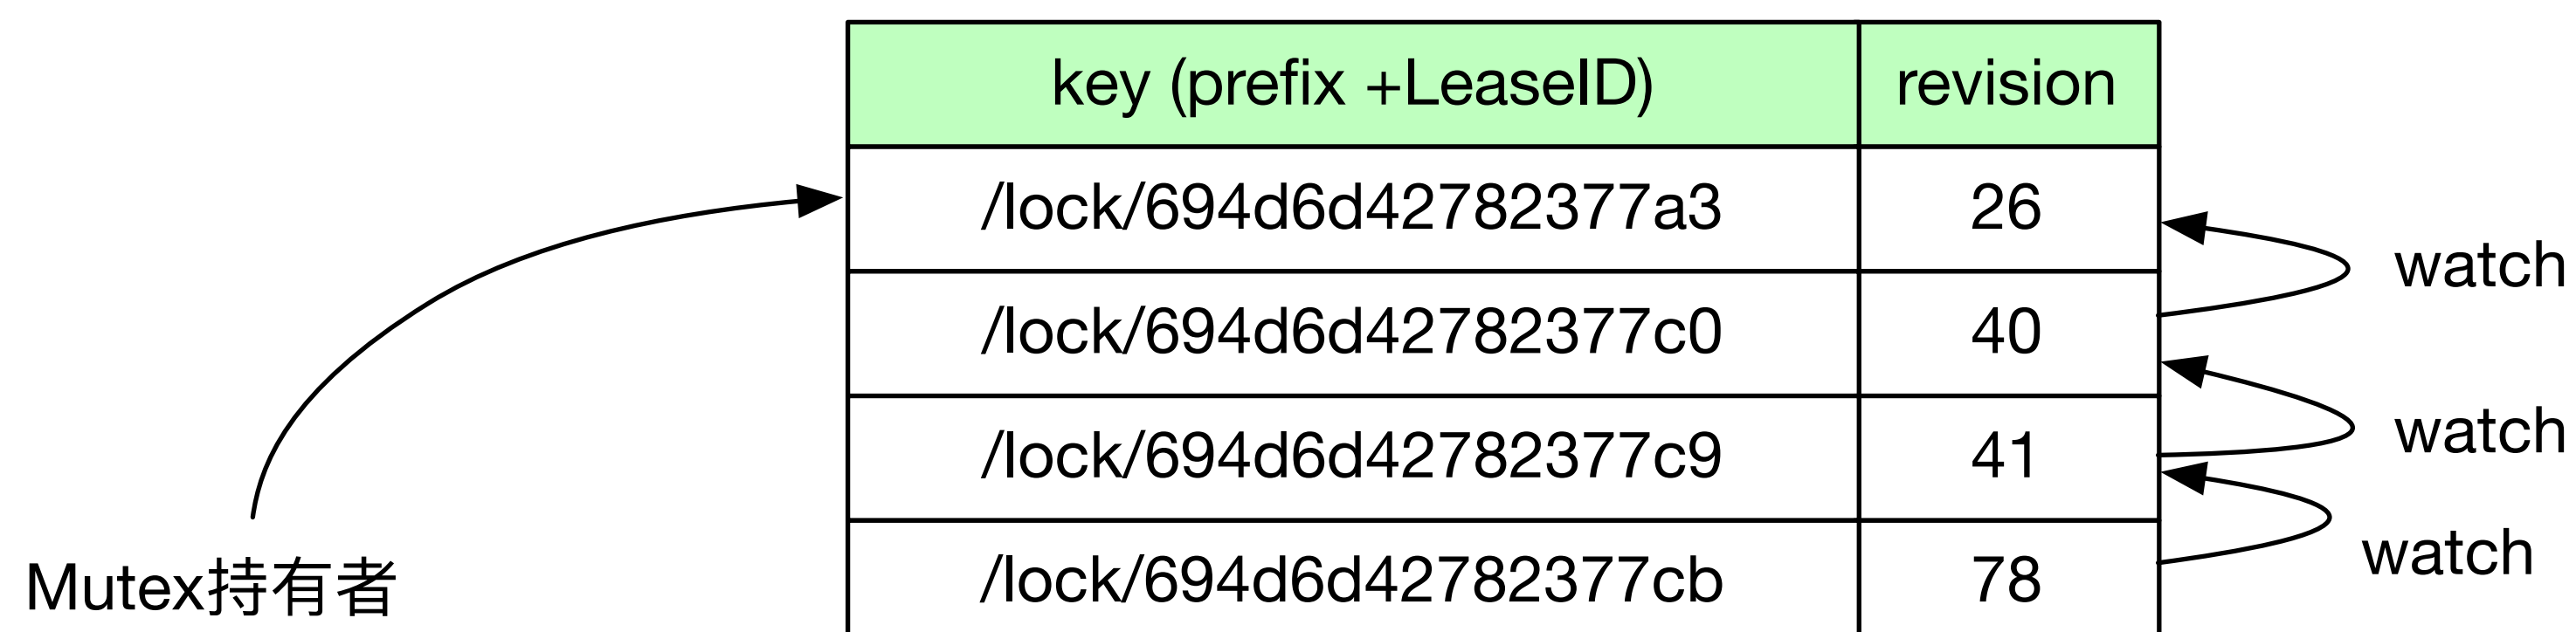 key (prefix +LeaseID) revision
/lock/694d6d42782377a3 26
watch
/lock/694d6d42782377c0 40
watch
/lock/694d6d42782377c9 41
watch
/lock/694d6d42782377cb 78
Mutex持有者